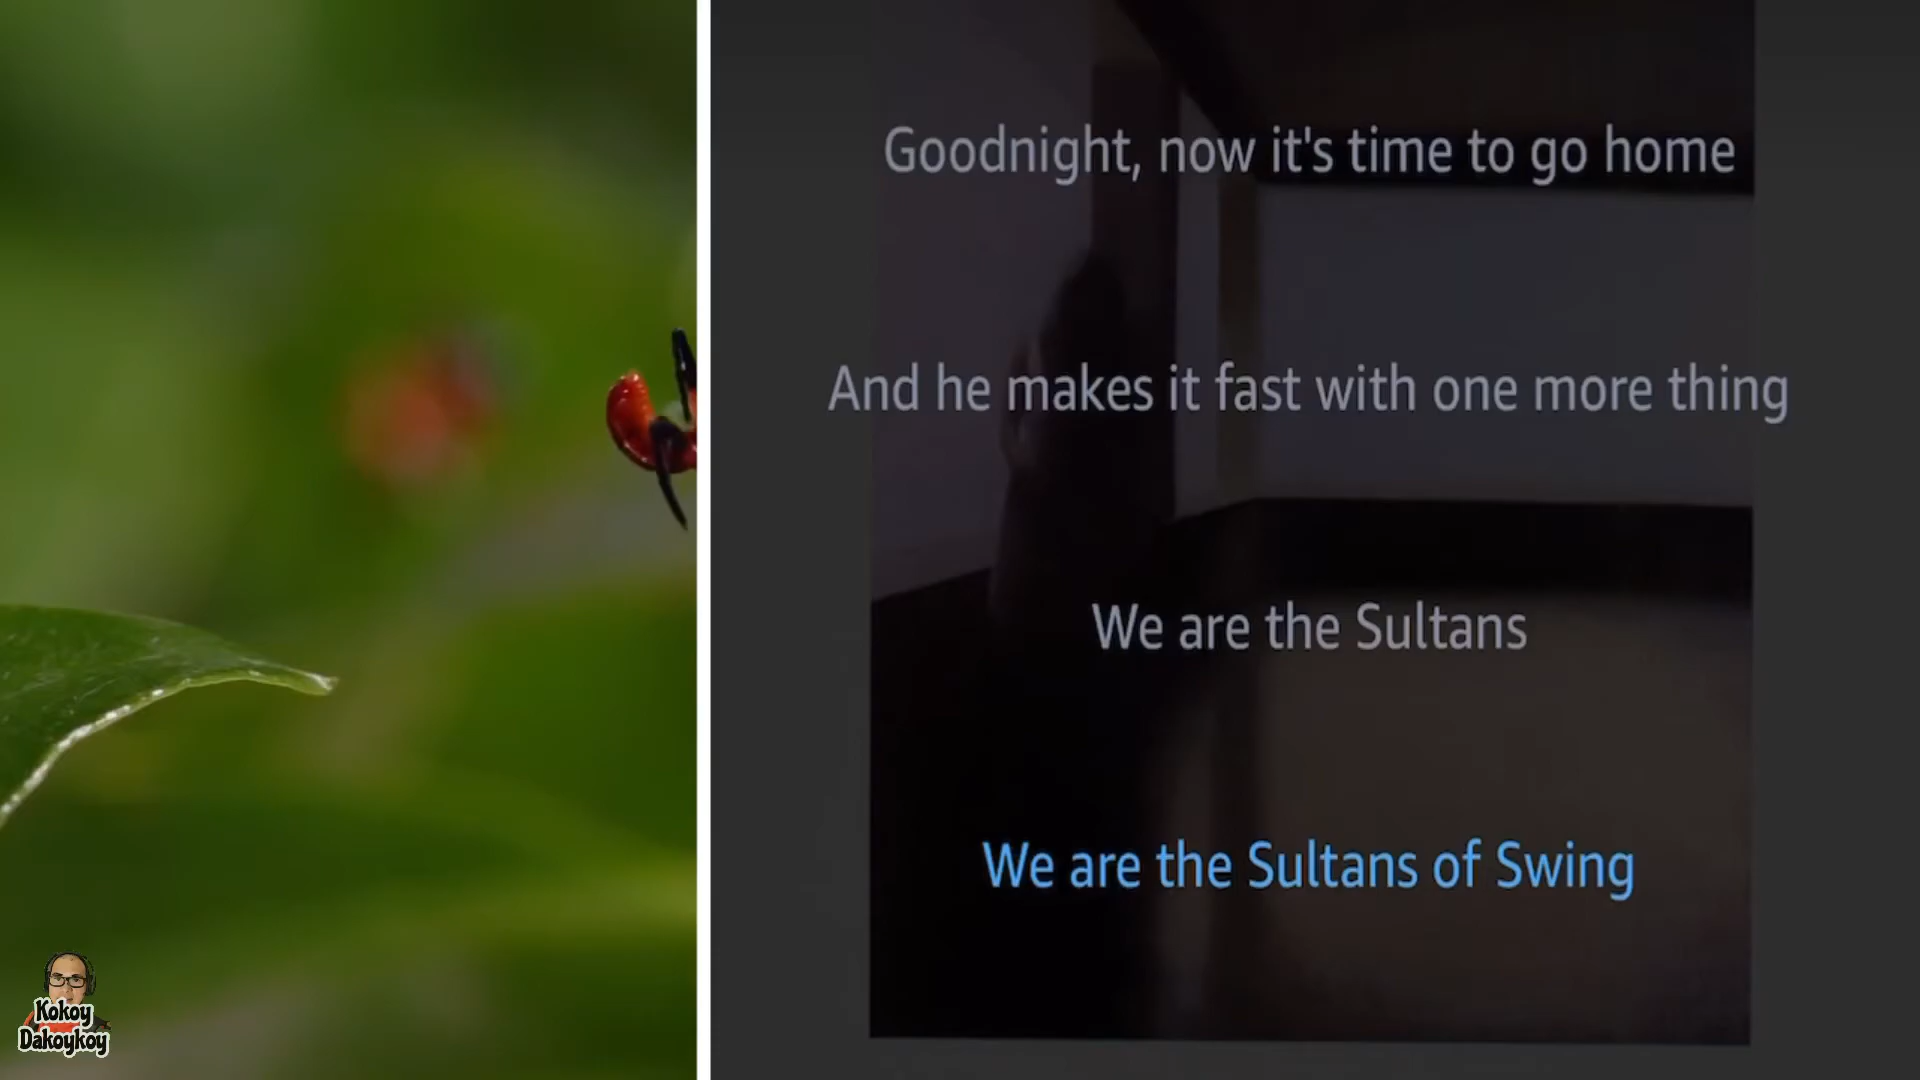 Goodnight, now it's time to go home
And he makes it fast with one more thing
We are the Sultans
We are the Sultans of Swing
Kokoy
Dakoykoy